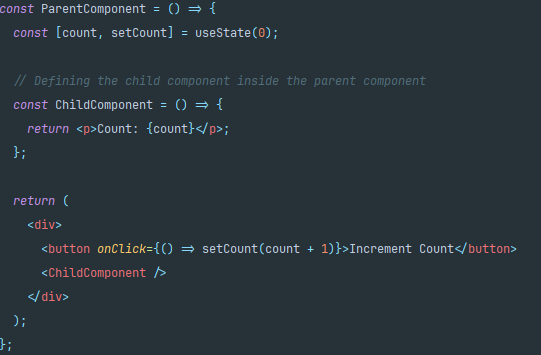 const ParentComponent = () => {
  const [count, setCount] = useState(0);

  // Defining the child component inside the parent component
  const ChildComponent = () => {
    return <p>Count: {count}</p>;
  };

  return (
    <div>
      <button onClick={() => setCount(count + 1)}>Increment Count</button>
      <ChildComponent />
    </div>
  );
};